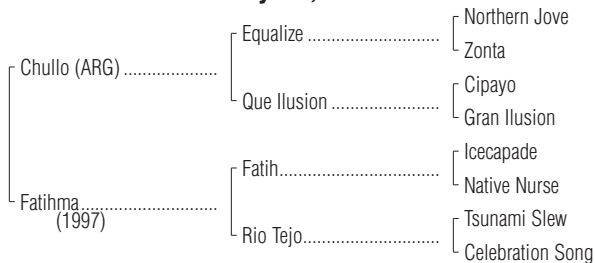 Northern Jove
Equalize
Zonta
Chullo (ARG)
Cipayo
Que Ilusion
Gran Ilusion
Icecapade
Fatih
Native Nurse
Fatihma
(1997)
Tsunami Slew
Rio Tejo
Celebration Song